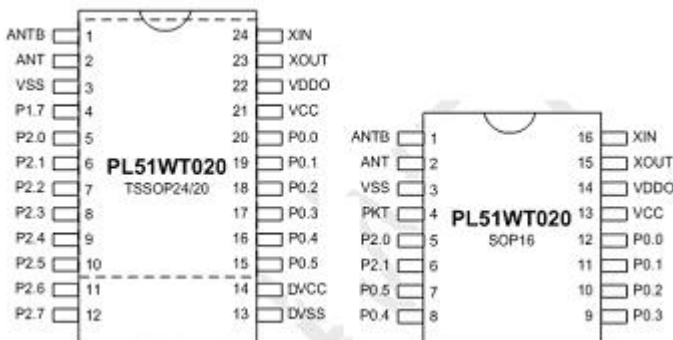 ANTB 1 24 XIN
ANT 2 23 XOUT
VSS 3 22 VDDO
P1.7 4 21 VCC
P2.0 5 20 P0.0
P2.1 6 19 P0.1
P2.2 7 18 P0.2
P2.3 8 17 P0.3
P2.4 9 16 P0.4
P2.5 10 15 P0.5
P2.6 11 14 DVCC
P2.7 12 13 DVSS
PL51WT020
TSSOP24/20
ANTB 1 16 XIN
ANT 2 15 XOUT
VSS 3 14 VDDO
PKT 4 13 VCC
P2.0 5 12 P0.0
P2.1 6 11 P0.1
P0.5 7 10 P0.2
P0.4 8 9 P0.3
PL51WT020
SOP16